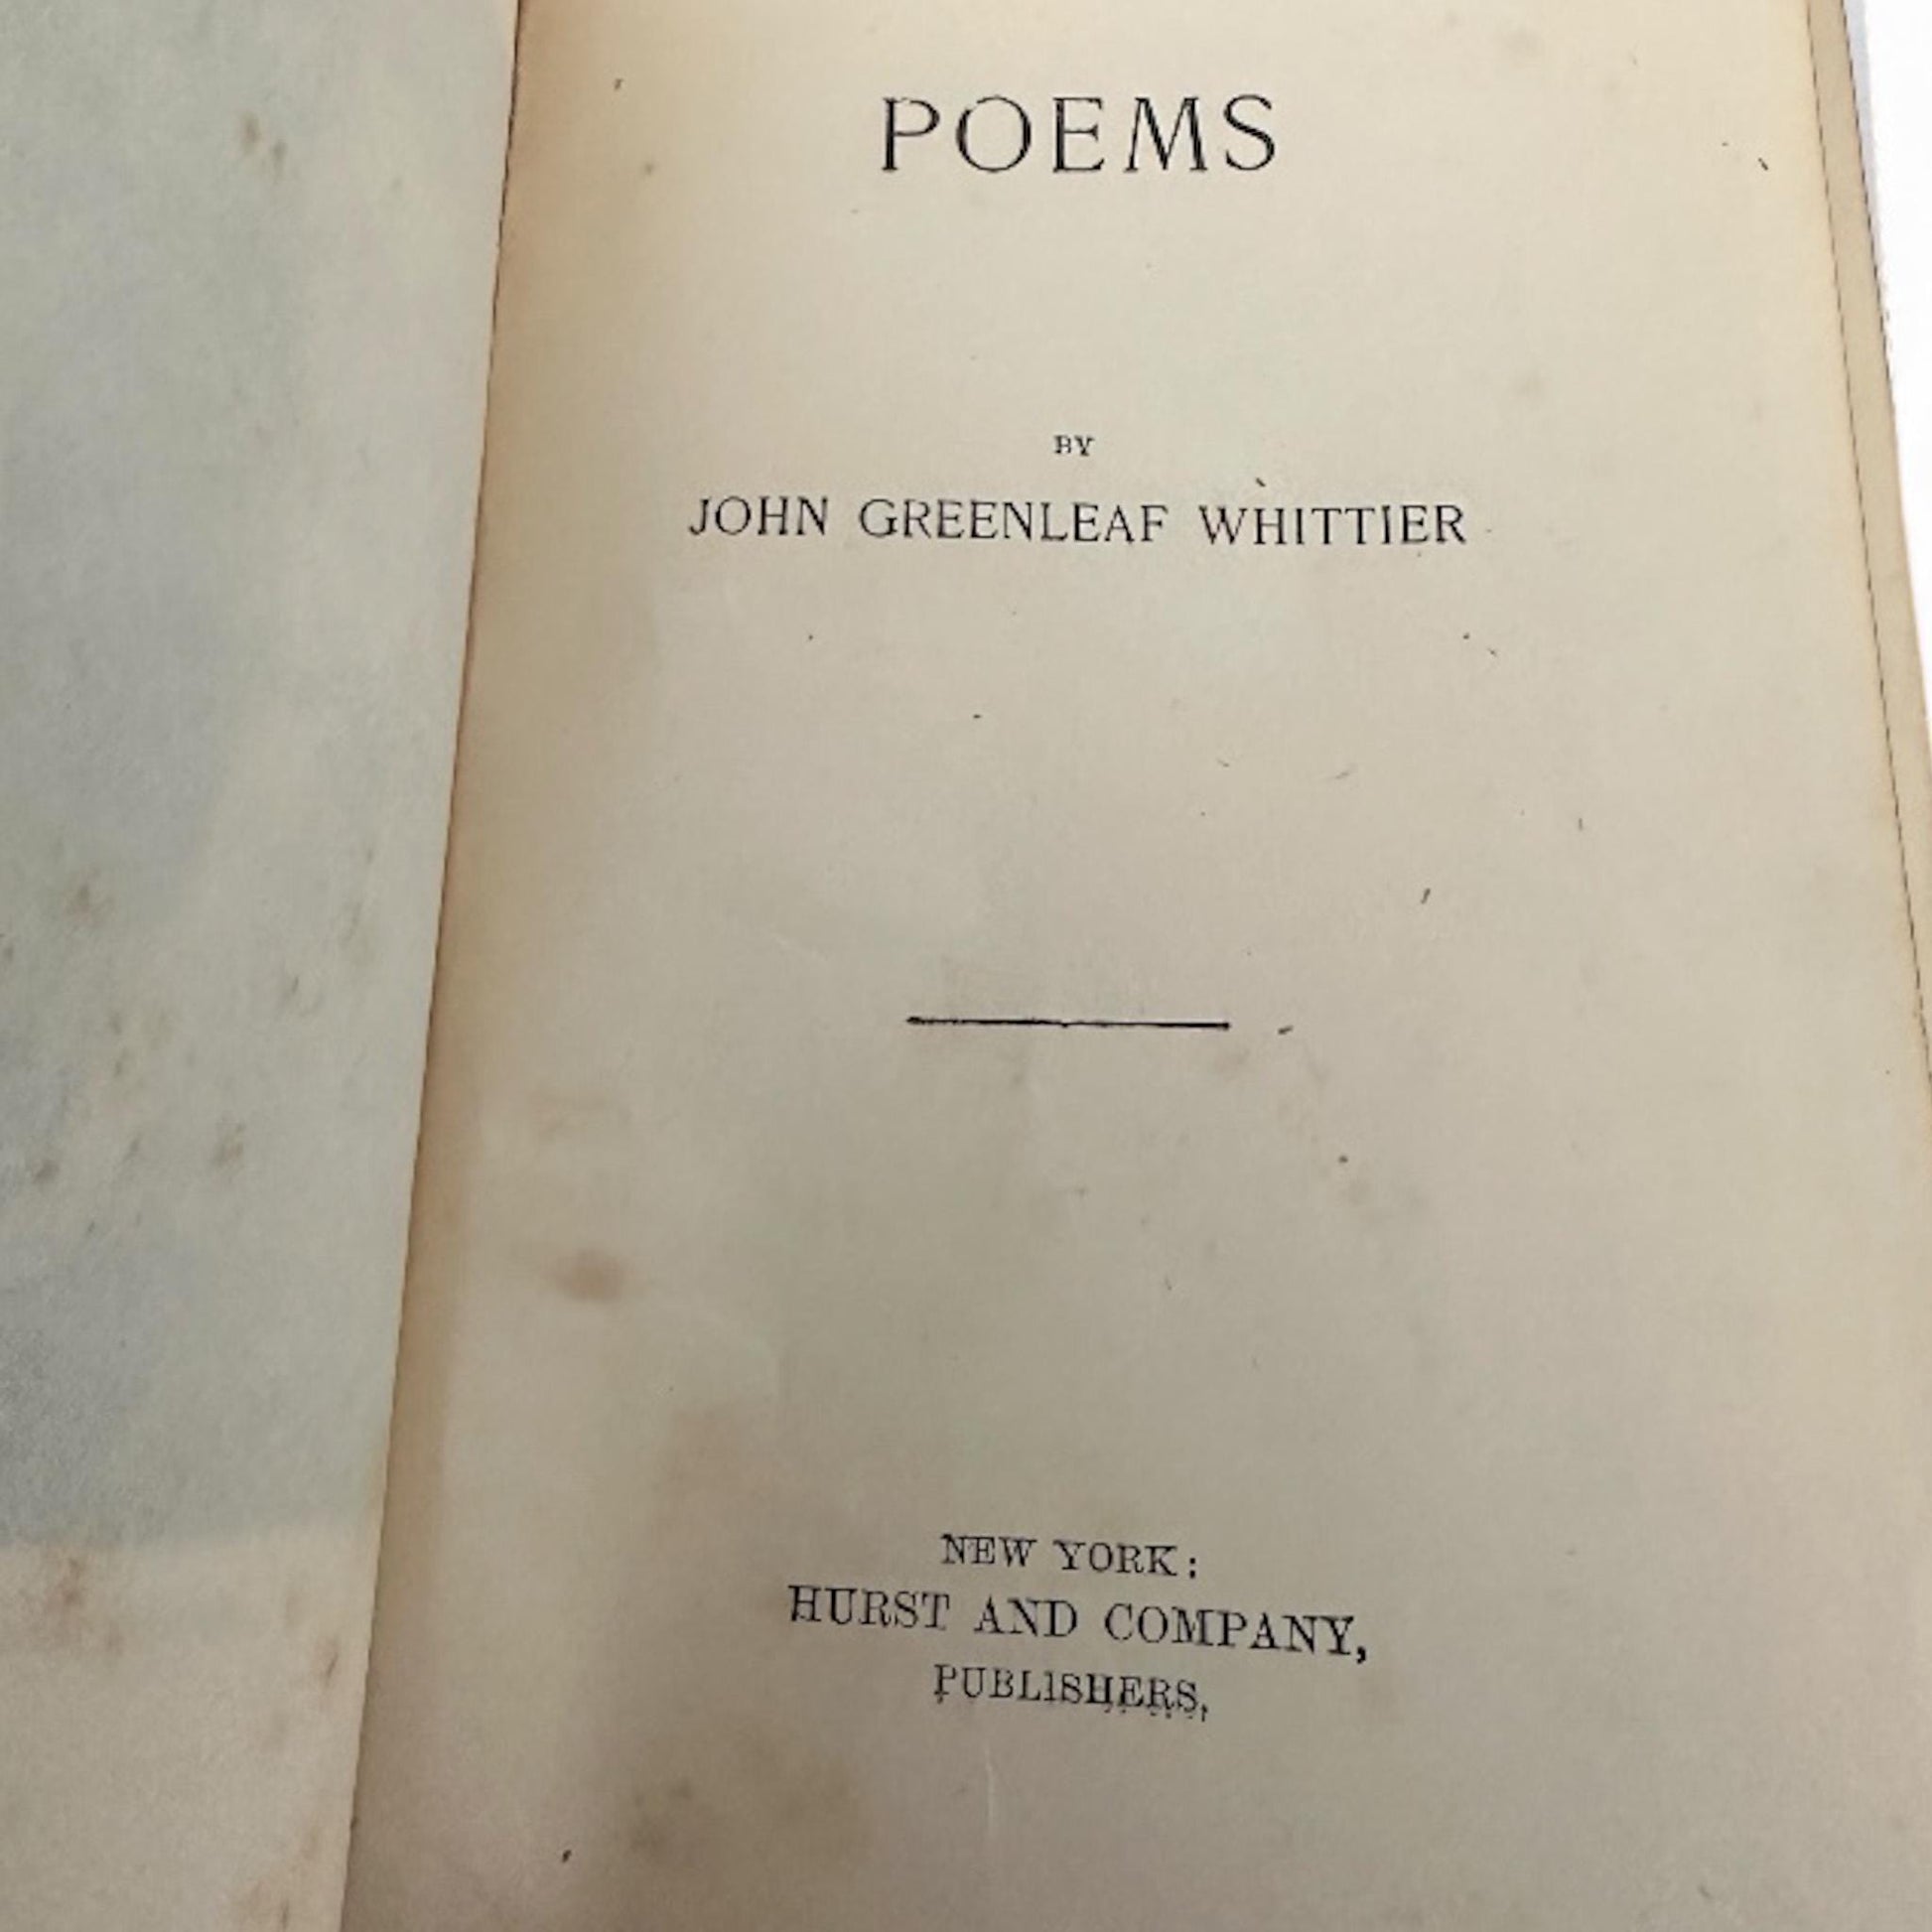 POEMS
BY
JOHN GREENLEAF WHITTIER
NEW YORK:
HURST AND COMPANY,
PUBLISHERS.